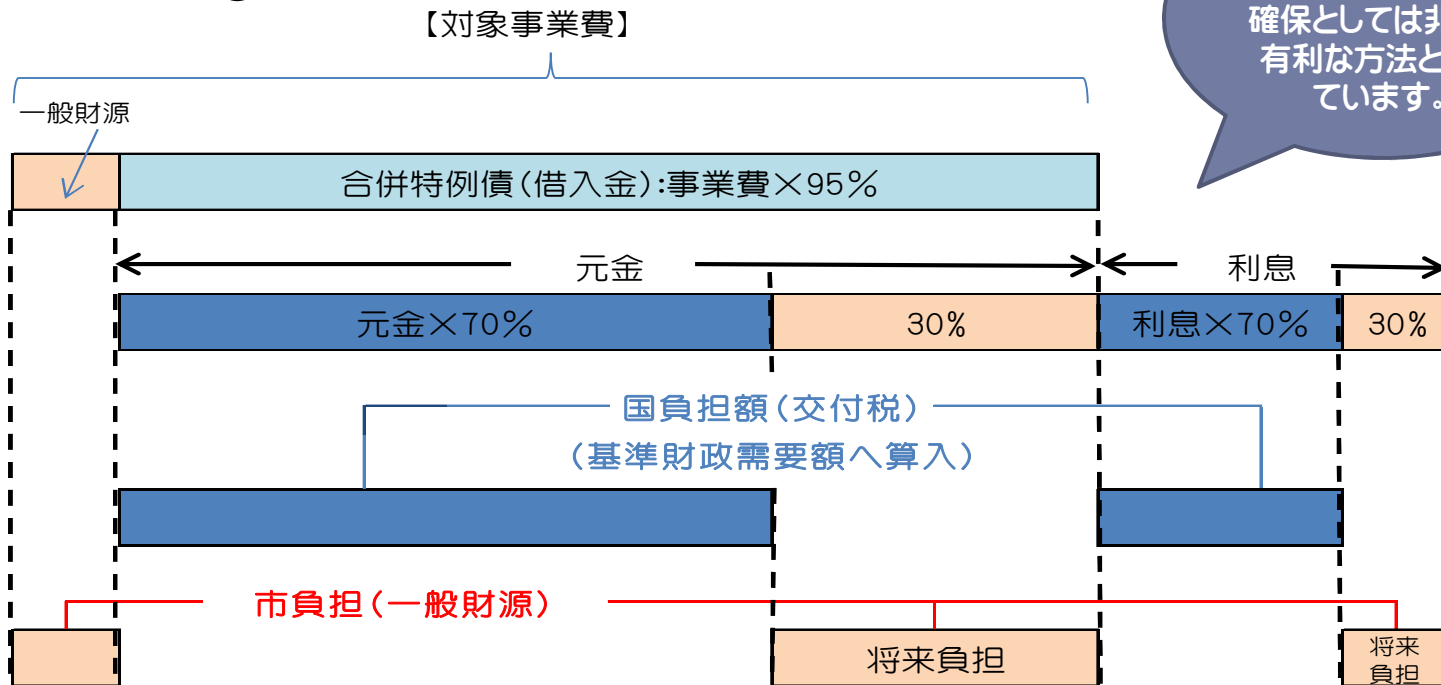 【対象事業費】
確保としては非
有利な方法と
ています。
一般財源
合併特例債(借入金):事業費×95%
元金
利息
元金×70%
30%
利息×70%
30%
国負担額(交付税)
(基準財政需要額へ算入)
市負担(一般財源)
将来負担
将来
負担